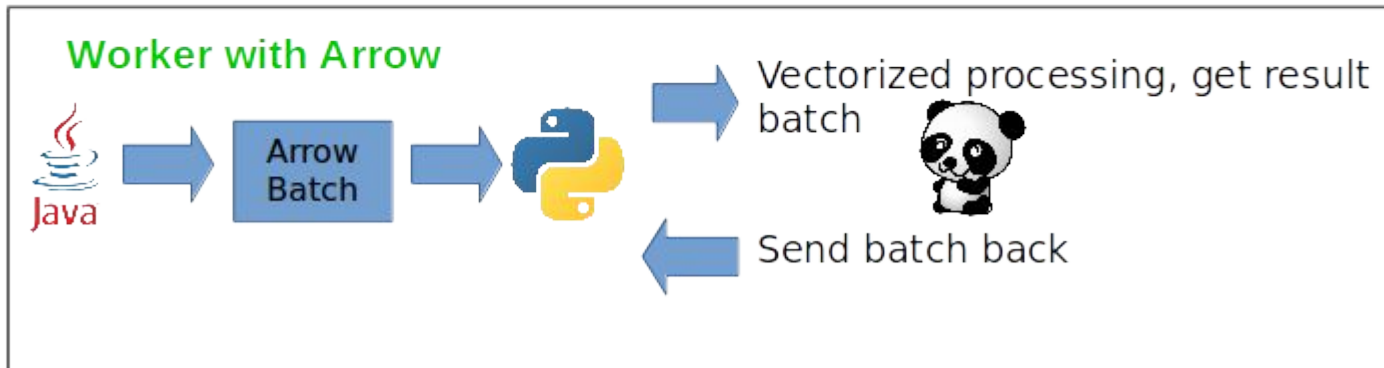 Worker with Arrow
Java
Arrow
Batch
Vectorized processing, get result
batch
Send batch back